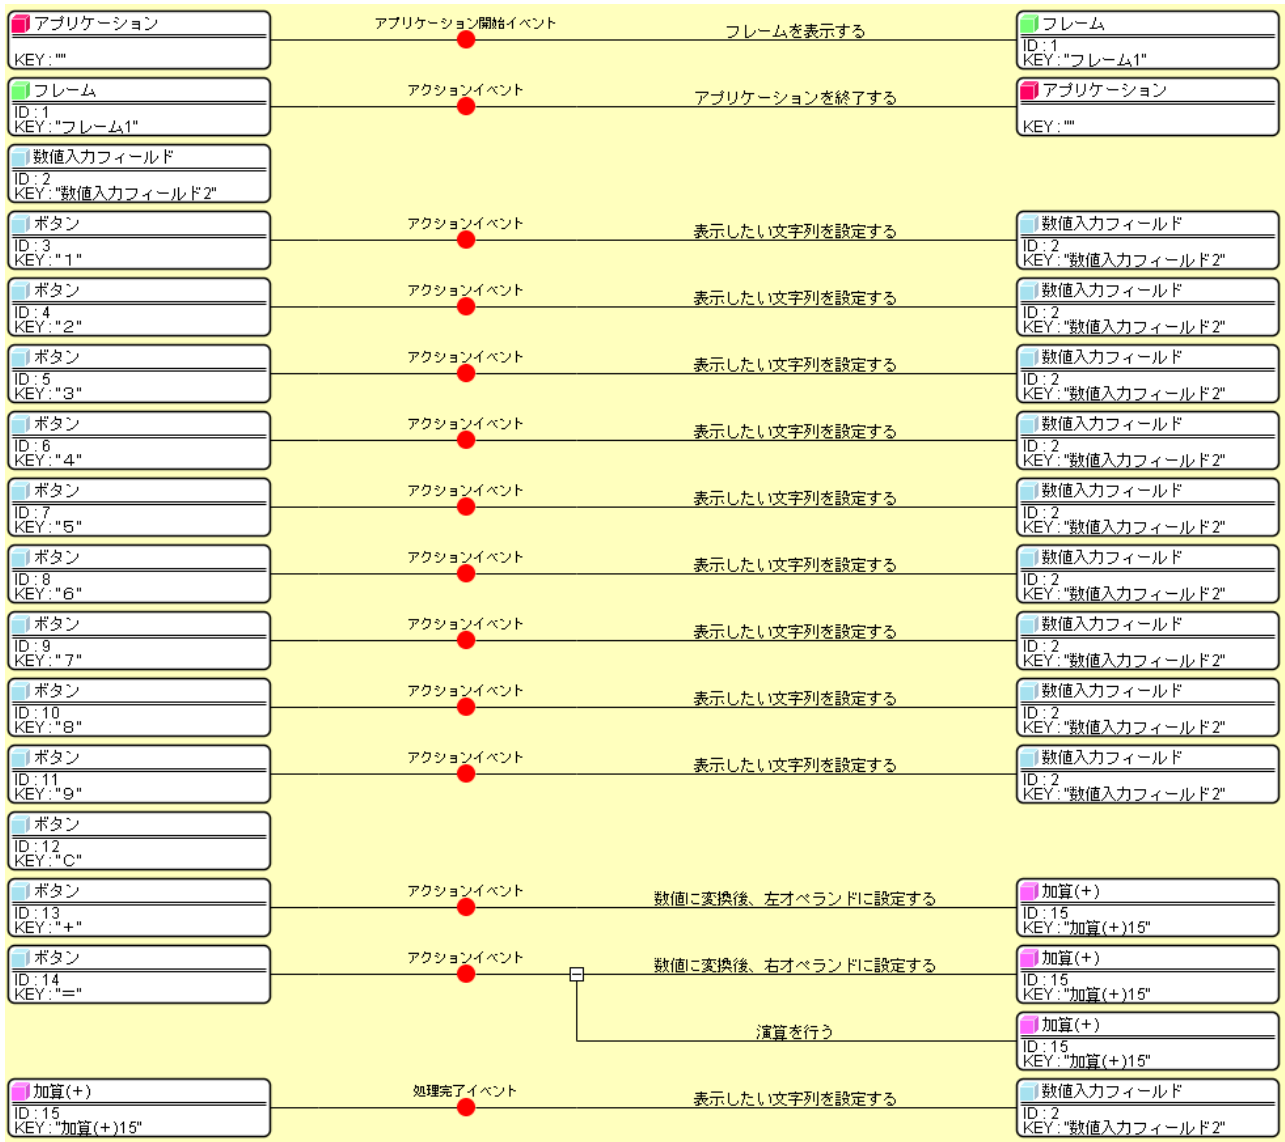 アプリケーション
KEY : ""
アプリケーション開始イベント
フレームを表示する
フレーム
ID : 1
KEY : "フレーム1"
フレーム
ID : 1
KEY : "フレーム1"
アクションイベント
アプリケーションを終了する
アプリケーション
KEY : ""
数値入力フィールド
ID : 2
KEY : "数値入力フィールド2"
ボタン
ID : 3
KEY : "1"
アクションイベント
表示したい文字列を設定する
数値入力フィールド
ID : 2
KEY : "数値入力フィールド2"
ボタン
ID : 4
KEY : "2"
アクションイベント
表示したい文字列を設定する
数値入力フィールド
ID : 2
KEY : "数値入力フィールド2"
ボタン
ID : 5
KEY : "3"
アクションイベント
表示したい文字列を設定する
数値入力フィールド
ID : 2
KEY : "数値入力フィールド2"
ボタン
ID : 6
KEY : "4"
アクションイベント
表示したい文字列を設定する
数値入力フィールド
ID : 2
KEY : "数値入力フィールド2"
ボタン
ID : 7
KEY : "5"
アクションイベント
表示したい文字列を設定する
数値入力フィールド
ID : 2
KEY : "数値入力フィールド2"
ボタン
ID : 8
KEY : "6"
アクションイベント
表示したい文字列を設定する
数値入力フィールド
ID : 2
KEY : "数値入力フィールド2"
ボタン
ID : 9
KEY : "7"
アクションイベント
表示したい文字列を設定する
数値入力フィールド
ID : 2
KEY : "数値入力フィールド2"
ボタン
ID : 10
KEY : "8"
アクションイベント
表示したい文字列を設定する
数値入力フィールド
ID : 2
KEY : "数値入力フィールド2"
ボタン
ID : 11
KEY : "9"
アクションイベント
表示したい文字列を設定する
数値入力フィールド
ID : 2
KEY : "数値入力フィールド2"
ボタン
ID : 12
KEY : "C"
ボタン
ID : 13
KEY : "+"
アクションイベント
数値に変換後、左オペランドに設定する
加算(+)
ID : 15
KEY : "加算(+)15"
ボタン
ID : 14
KEY : "="
アクションイベント
数値に変換後、右オペランドに設定する
加算(+)
ID : 15
KEY : "加算(+)15"
演算を行う
加算(+)
ID : 15
KEY : "加算(+)15"
加算(+)
ID : 15
KEY : "加算(+)15"
処理完了イベント
表示したい文字列を設定する
数値入力フィールド
ID : 2
KEY : "数値入力フィールド2"